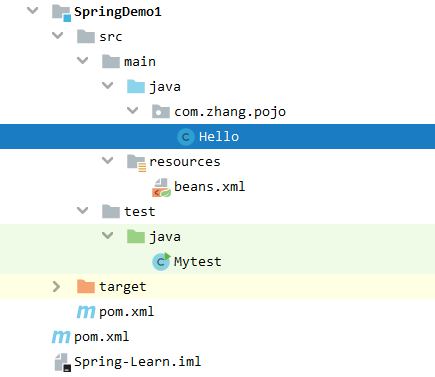 SpringDemo1
src
main
java
com.zhang.pojo
Hello
resources
beans.xml
test
java
Mytest
target
pom.xml
pom.xml
Spring-Learn.iml